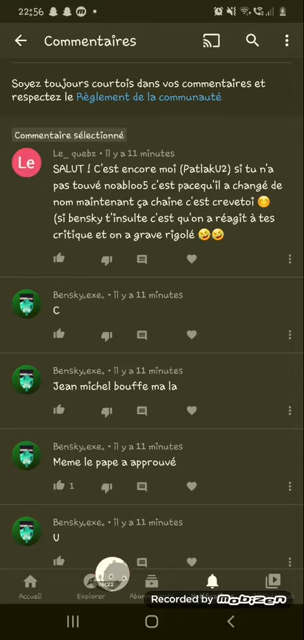 22:56
Commentaires
Soyez toujours courtois dans vos commentaires et
respectez le Règlement de la communauté
Commentaire sélectionné
Le
Le_ quebz • il y a 11 minutes
SALUT ! C'est encore moi (PatlakU2) si tu n'a
pas touvé noabloo5 c'est pacequ'il a changé de
nom maintenant ça chaine c'est crevetoi 😁
(si bensky t'insulte c'est qu'on a réagit à tes
critique et on a grave rigolé 🤣🤣
Bensky,exe, • il y a 11 minutes
C
Bensky,exe, • il y a 11 minutes
Jean michel bouffe ma la
Bensky,exe, • il y a 11 minutes
Meme le pape a approuvé
1
Bensky,exe, • il y a 11 minutes
U
Accueil
Explorer
Recorded by mobizen